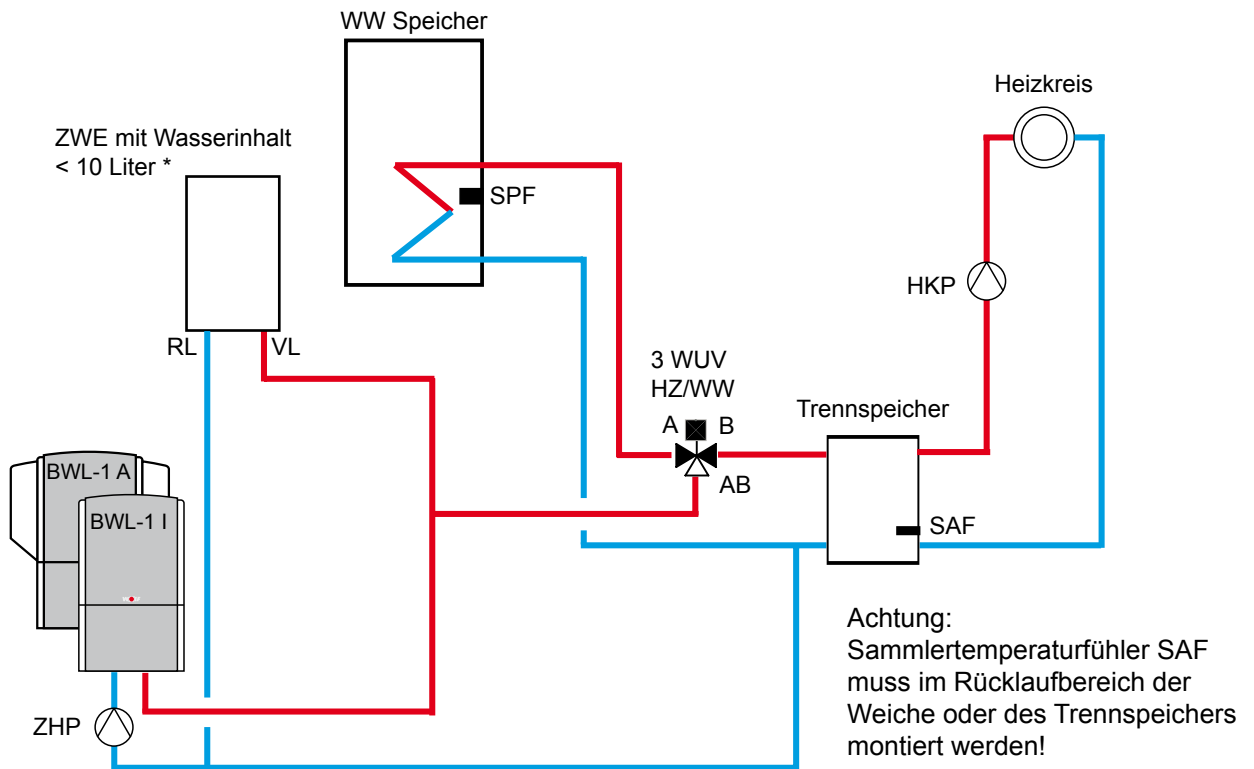 WW Speicher
Heizkreis
ZWE mit Wasserinhalt
< 10 Liter *
SPF
HKP
RL
VL
3 WUV
HZ/WW
A
B
AB
Trennspeicher
SAF
BWL-1 A
BWL-1 I
ZHP
Achtung:
Sammlertemperaturfühler SAF
muss im Rücklaufbereich der
Weiche oder des Trennspeichers
montiert werden!